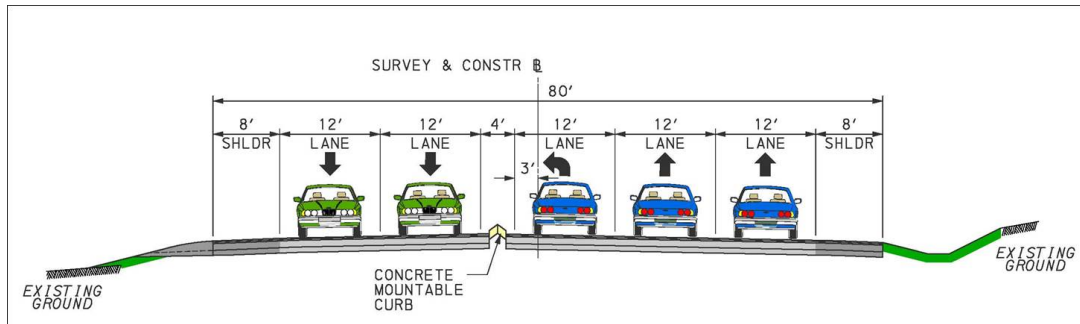 SURVEY & CONSTR ℄
80'
8' 12' 12' 4' 12' 12' 12' 8'
SHLDR LANE LANE LANE LANE LANE SHLDR
3'
CONCRETE
MOUNTABLE
CURB
EXISTING
GROUND
EXISTING
GROUND